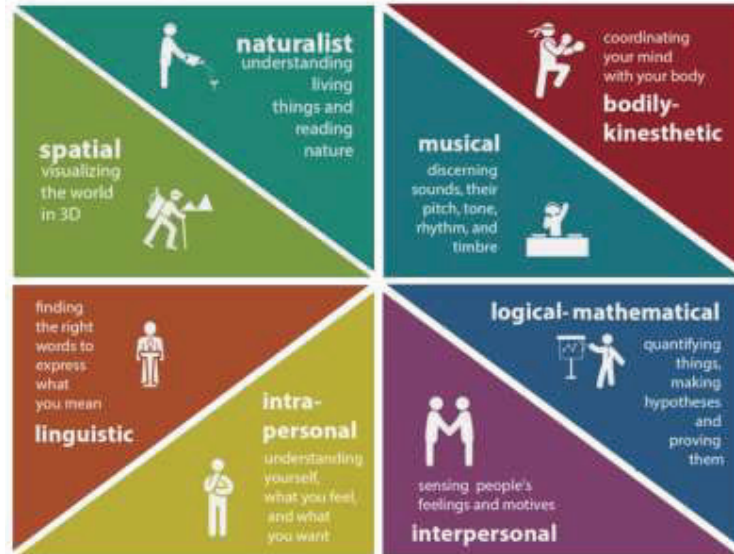 naturalist
understanding
living
things and
reading
nature
spatial
visualizing
the world
in 3D
coordinating
your mind
with your body
bodily-
kinesthetic
musical
discerning
sounds, their
pitch, tone,
rhythm, and
timbre
finding
the right
words to
express
what
you mean
linguistic
intra-
personal
understanding
yourself,
what you feel,
and what
you want
logical-mathematical
quantifying
things,
making
hypotheses
and
proving
them
sensing people's
feelings and motives
interpersonal